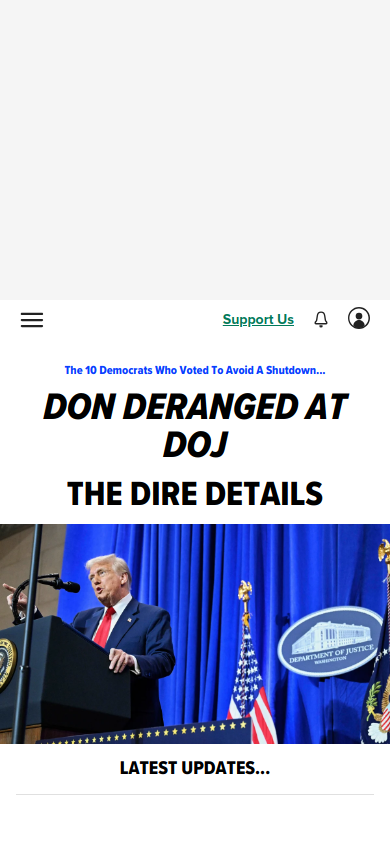 Support Us
The 10 Democrats Who Voted To Avoid A Shutdown...
DON DERANGED AT
DOJ
THE DIRE DETAILS
DEPARTMENT OF JUSTICE
WASHINGTON
LATEST UPDATES...